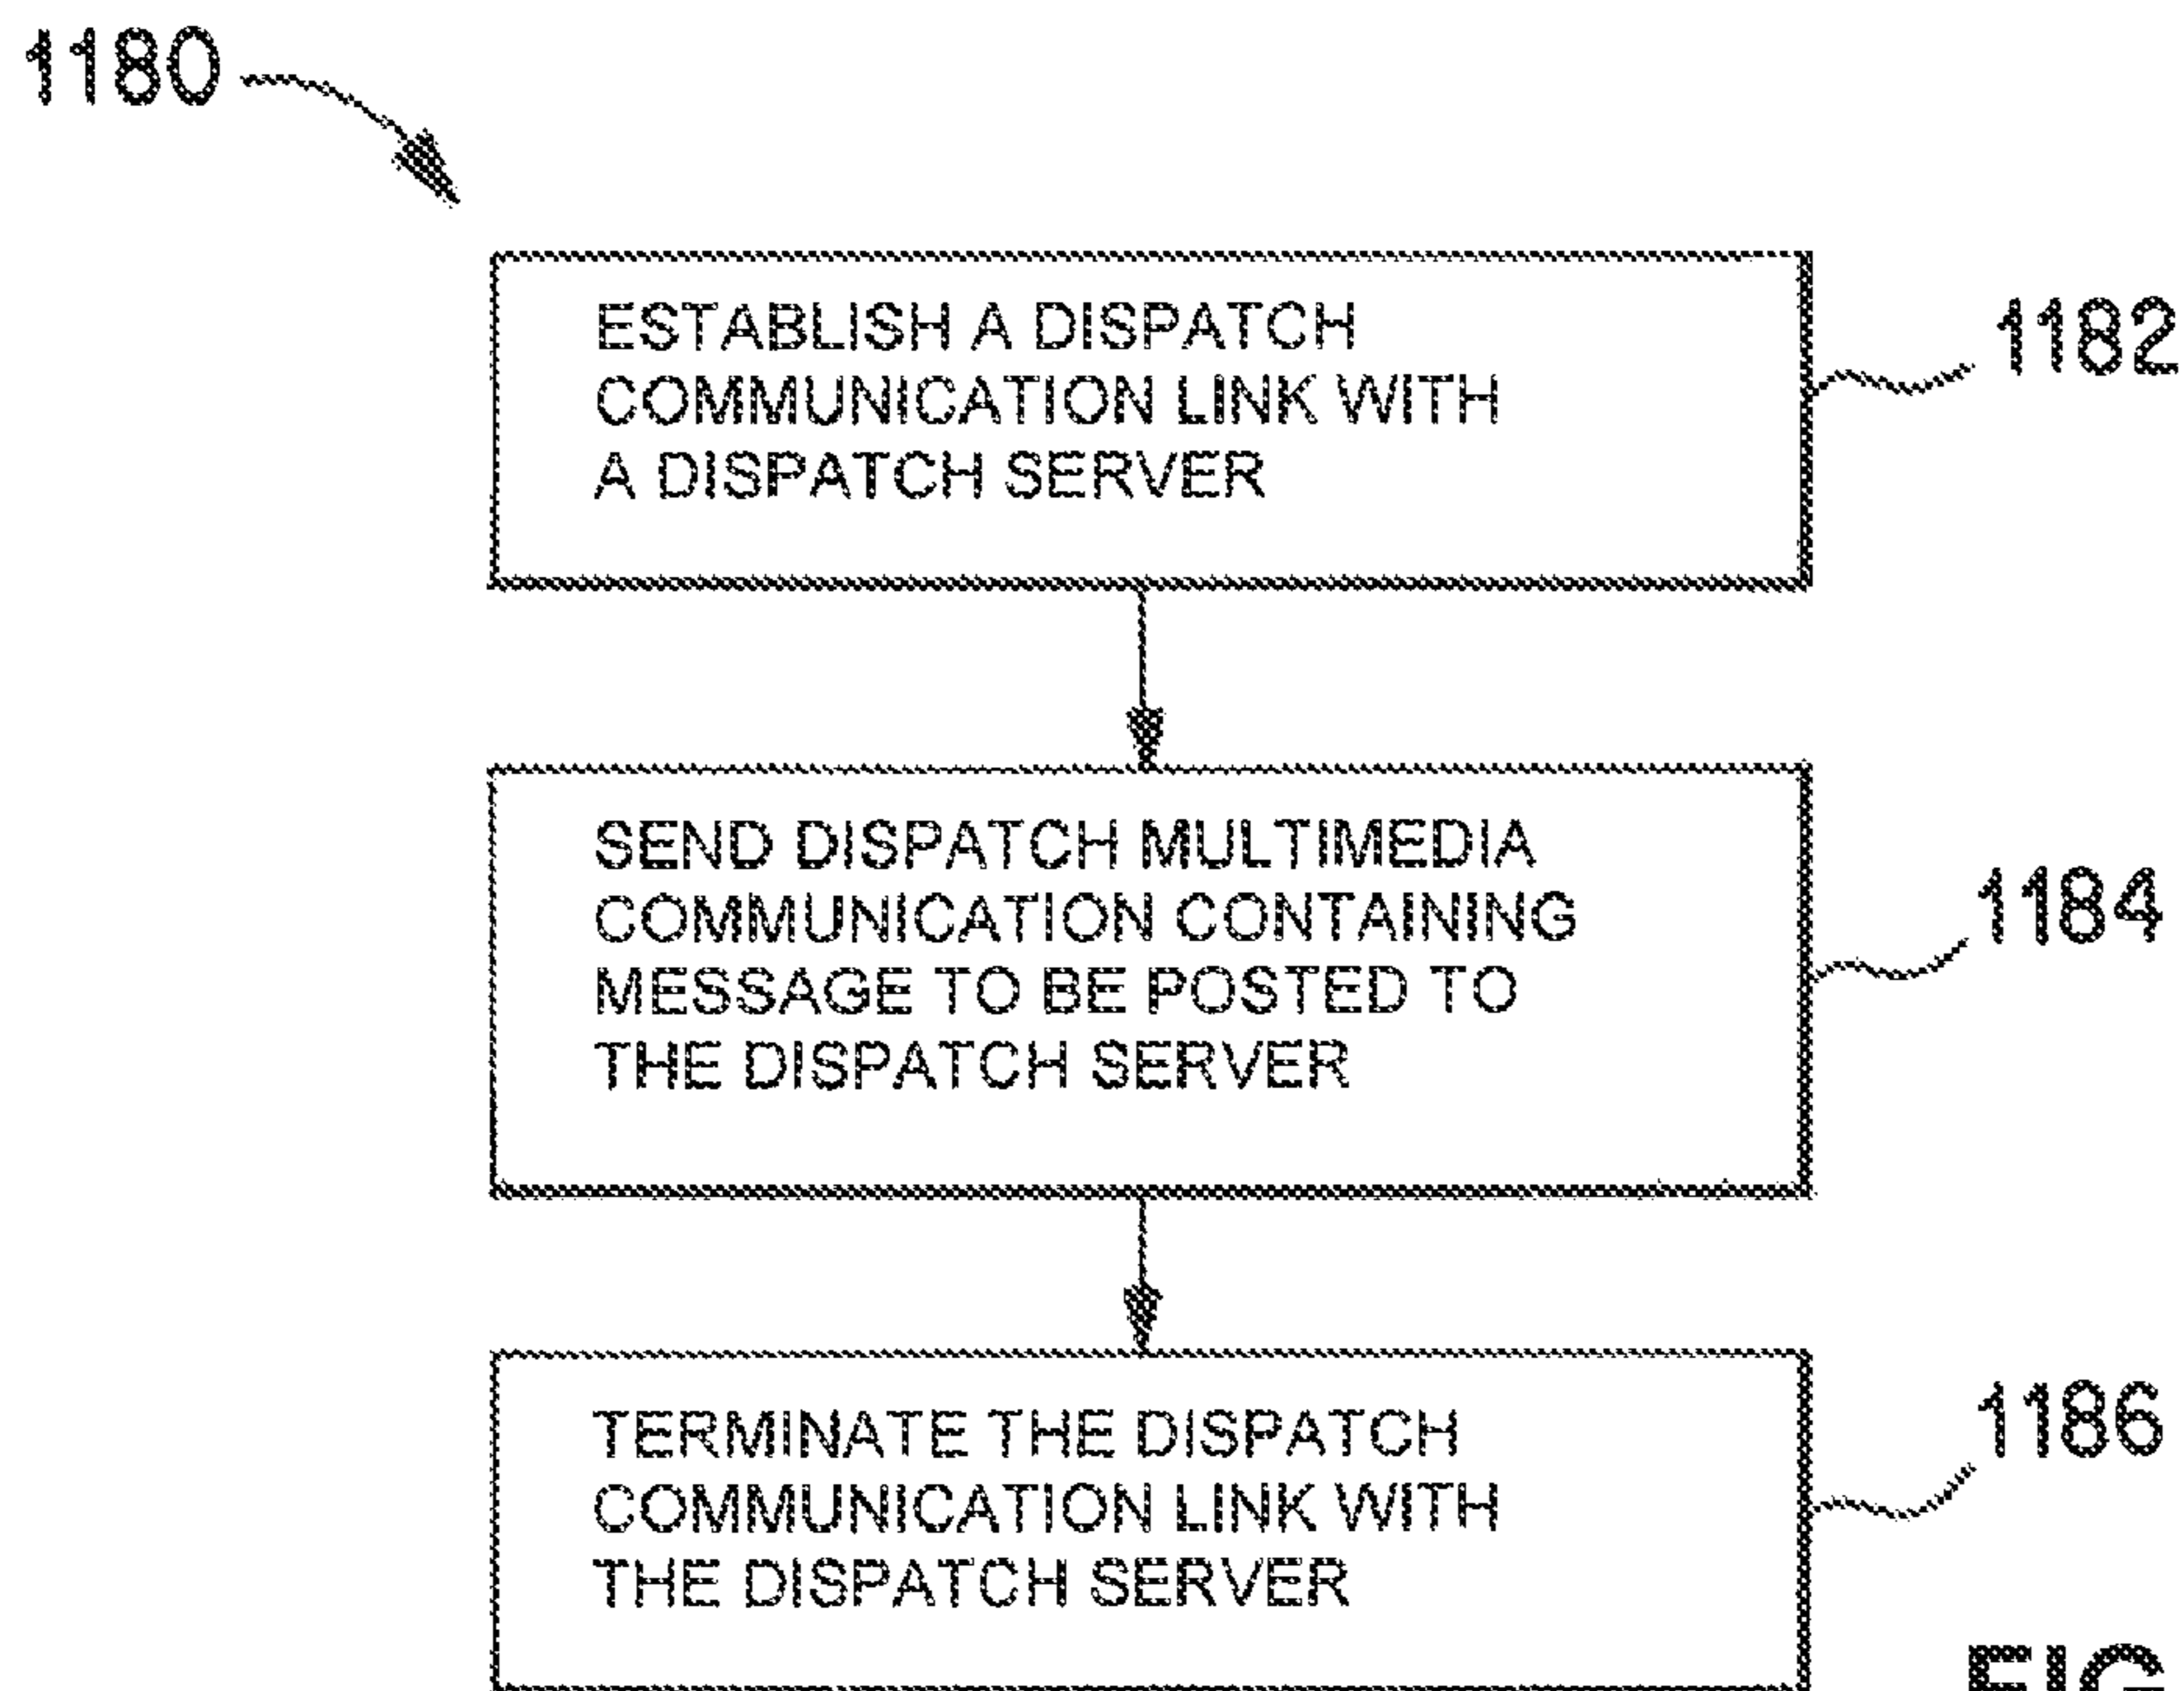 1180
ESTABLISH A DISPATCH
COMMUNICATION LINK WITH
A DISPATCH SERVER
1182
SEND DISPATCH MULTIMEDIA
COMMUNICATION CONTAINING
MESSAGE TO BE POSTED TO
THE DISPATCH SERVER
1184
TERMINATE THE DISPATCH
COMMUNICATION LINK WITH
THE DISPATCH SERVER
1186